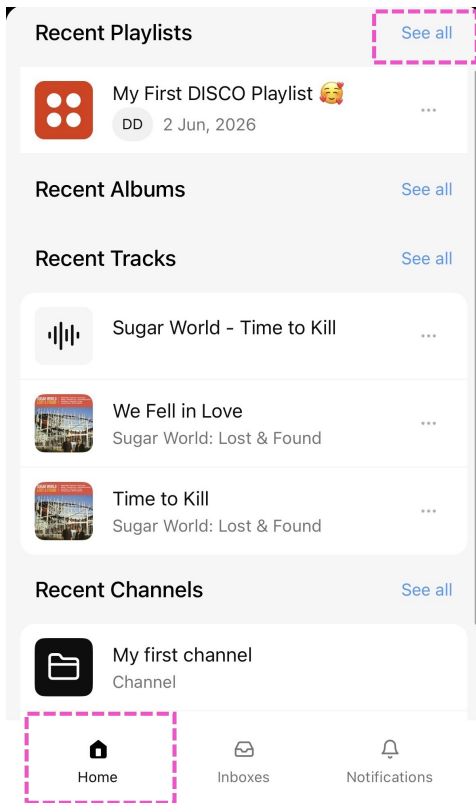 Recent Playlists
See all
My First DISCO Playlist 🥰
DD 2 Jun, 2026
Recent Albums
See all
Recent Tracks
See all
Sugar World - Time to Kill
We Fell in Love
Sugar World: Lost & Found
Time to Kill
Sugar World: Lost & Found
Recent Channels
See all
My first channel
Channel
Home
Inboxes
Notifications